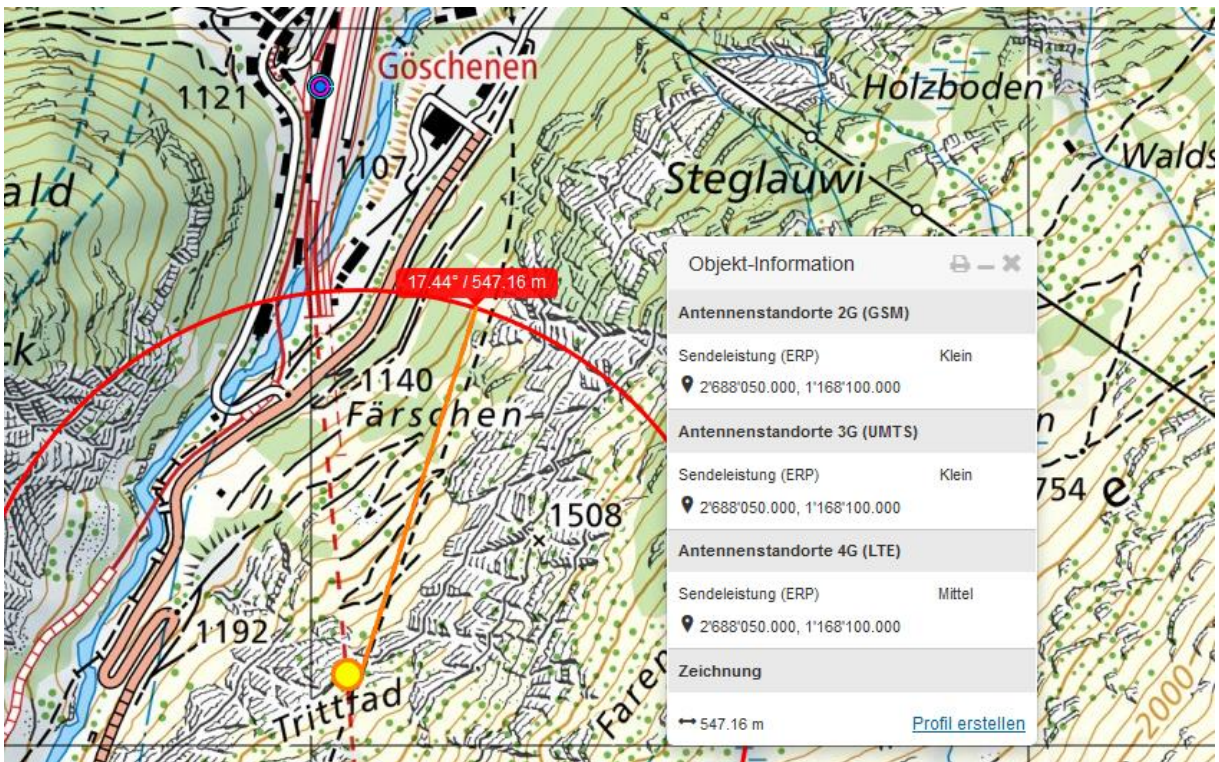 Göschenen
1121
1107
Holzboden
Walds
ald
Steglauwi
17.44° / 547.16 m
ck
1140
Färschen
1508
1192
Trittfad
Faren
n
754
e
2000
Objekt-Information
Antennenstandorte 2G (GSM)
Sendeleistung (ERP) Klein
2'688'050.000, 1'168'100.000
Antennenstandorte 3G (UMTS)
Sendeleistung (ERP) Klein
2'688'050.000, 1'168'100.000
Antennenstandorte 4G (LTE)
Sendeleistung (ERP) Mittel
2'688'050.000, 1'168'100.000
Zeichnung
547.16 m Profil erstellen